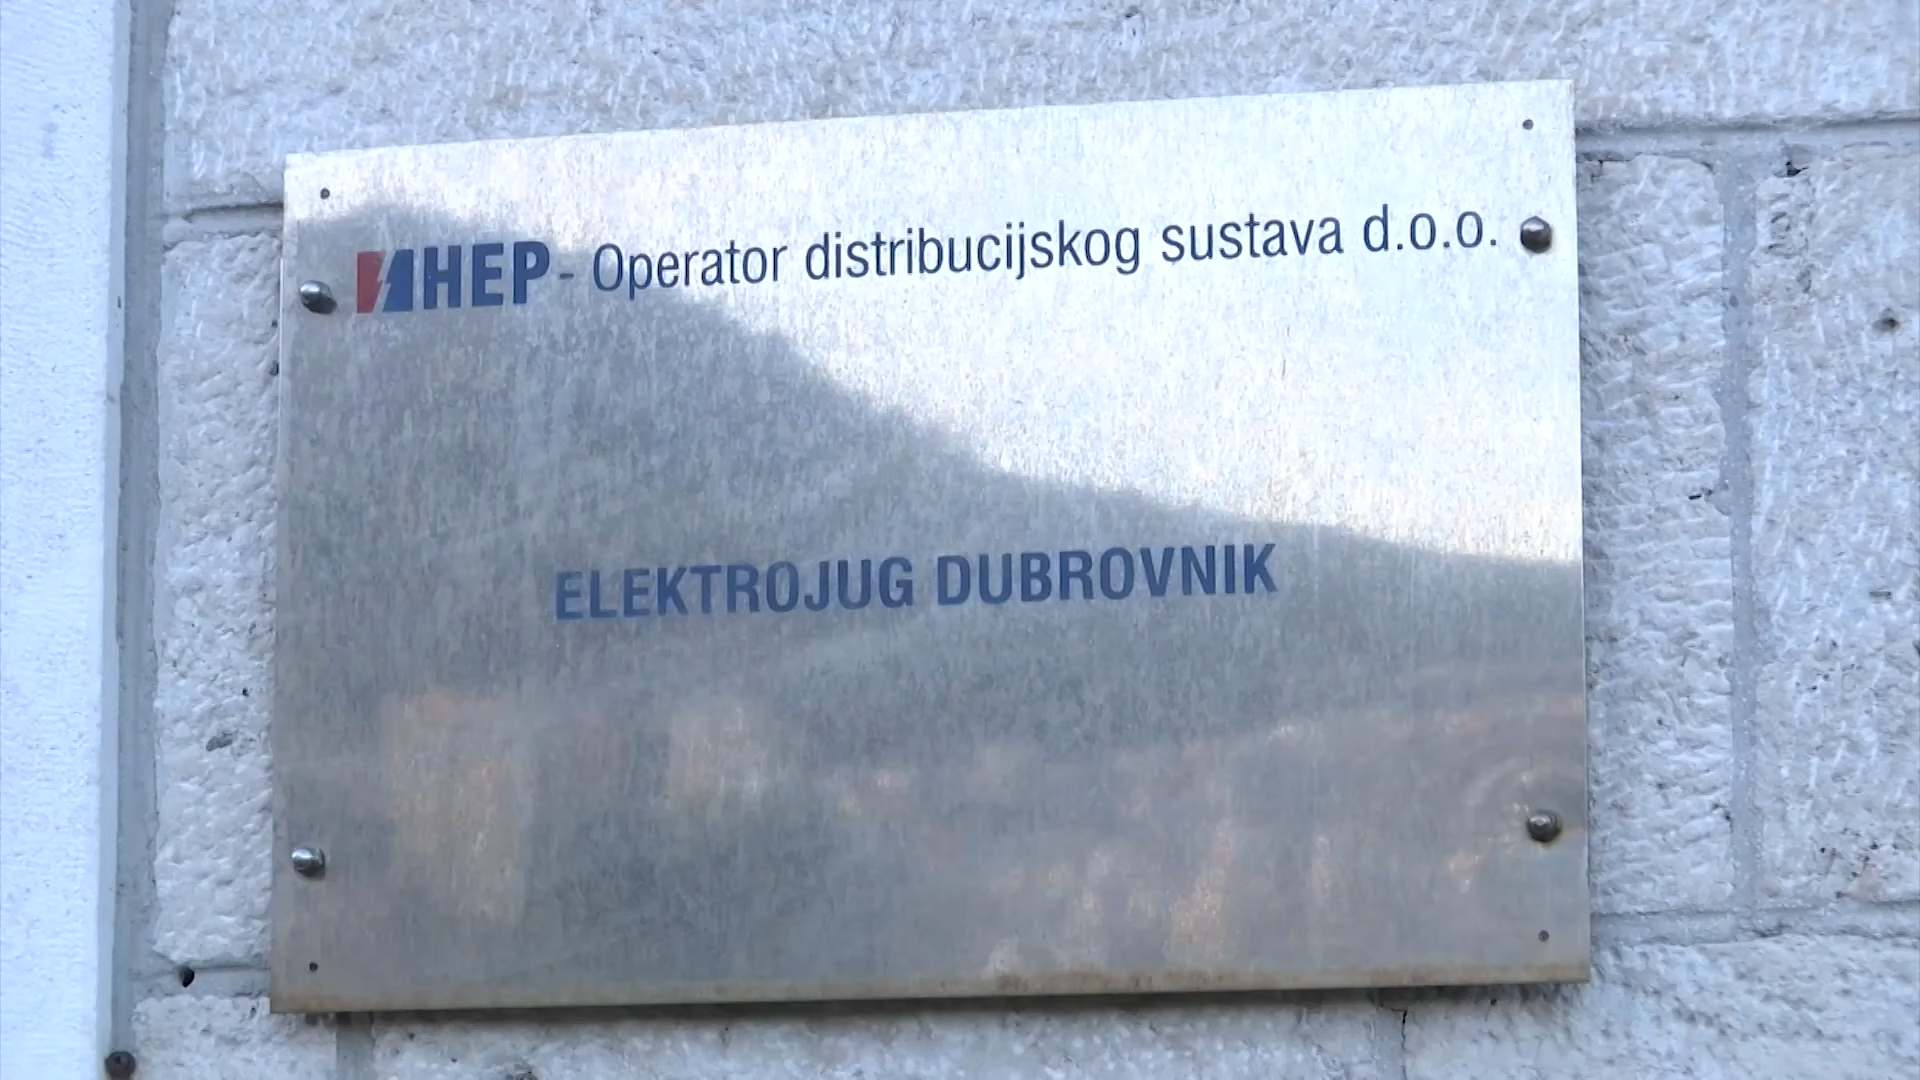 HEP - Operator distribucijskog sustava d.o.o.
ELEKTROJUG DUBROVNIK